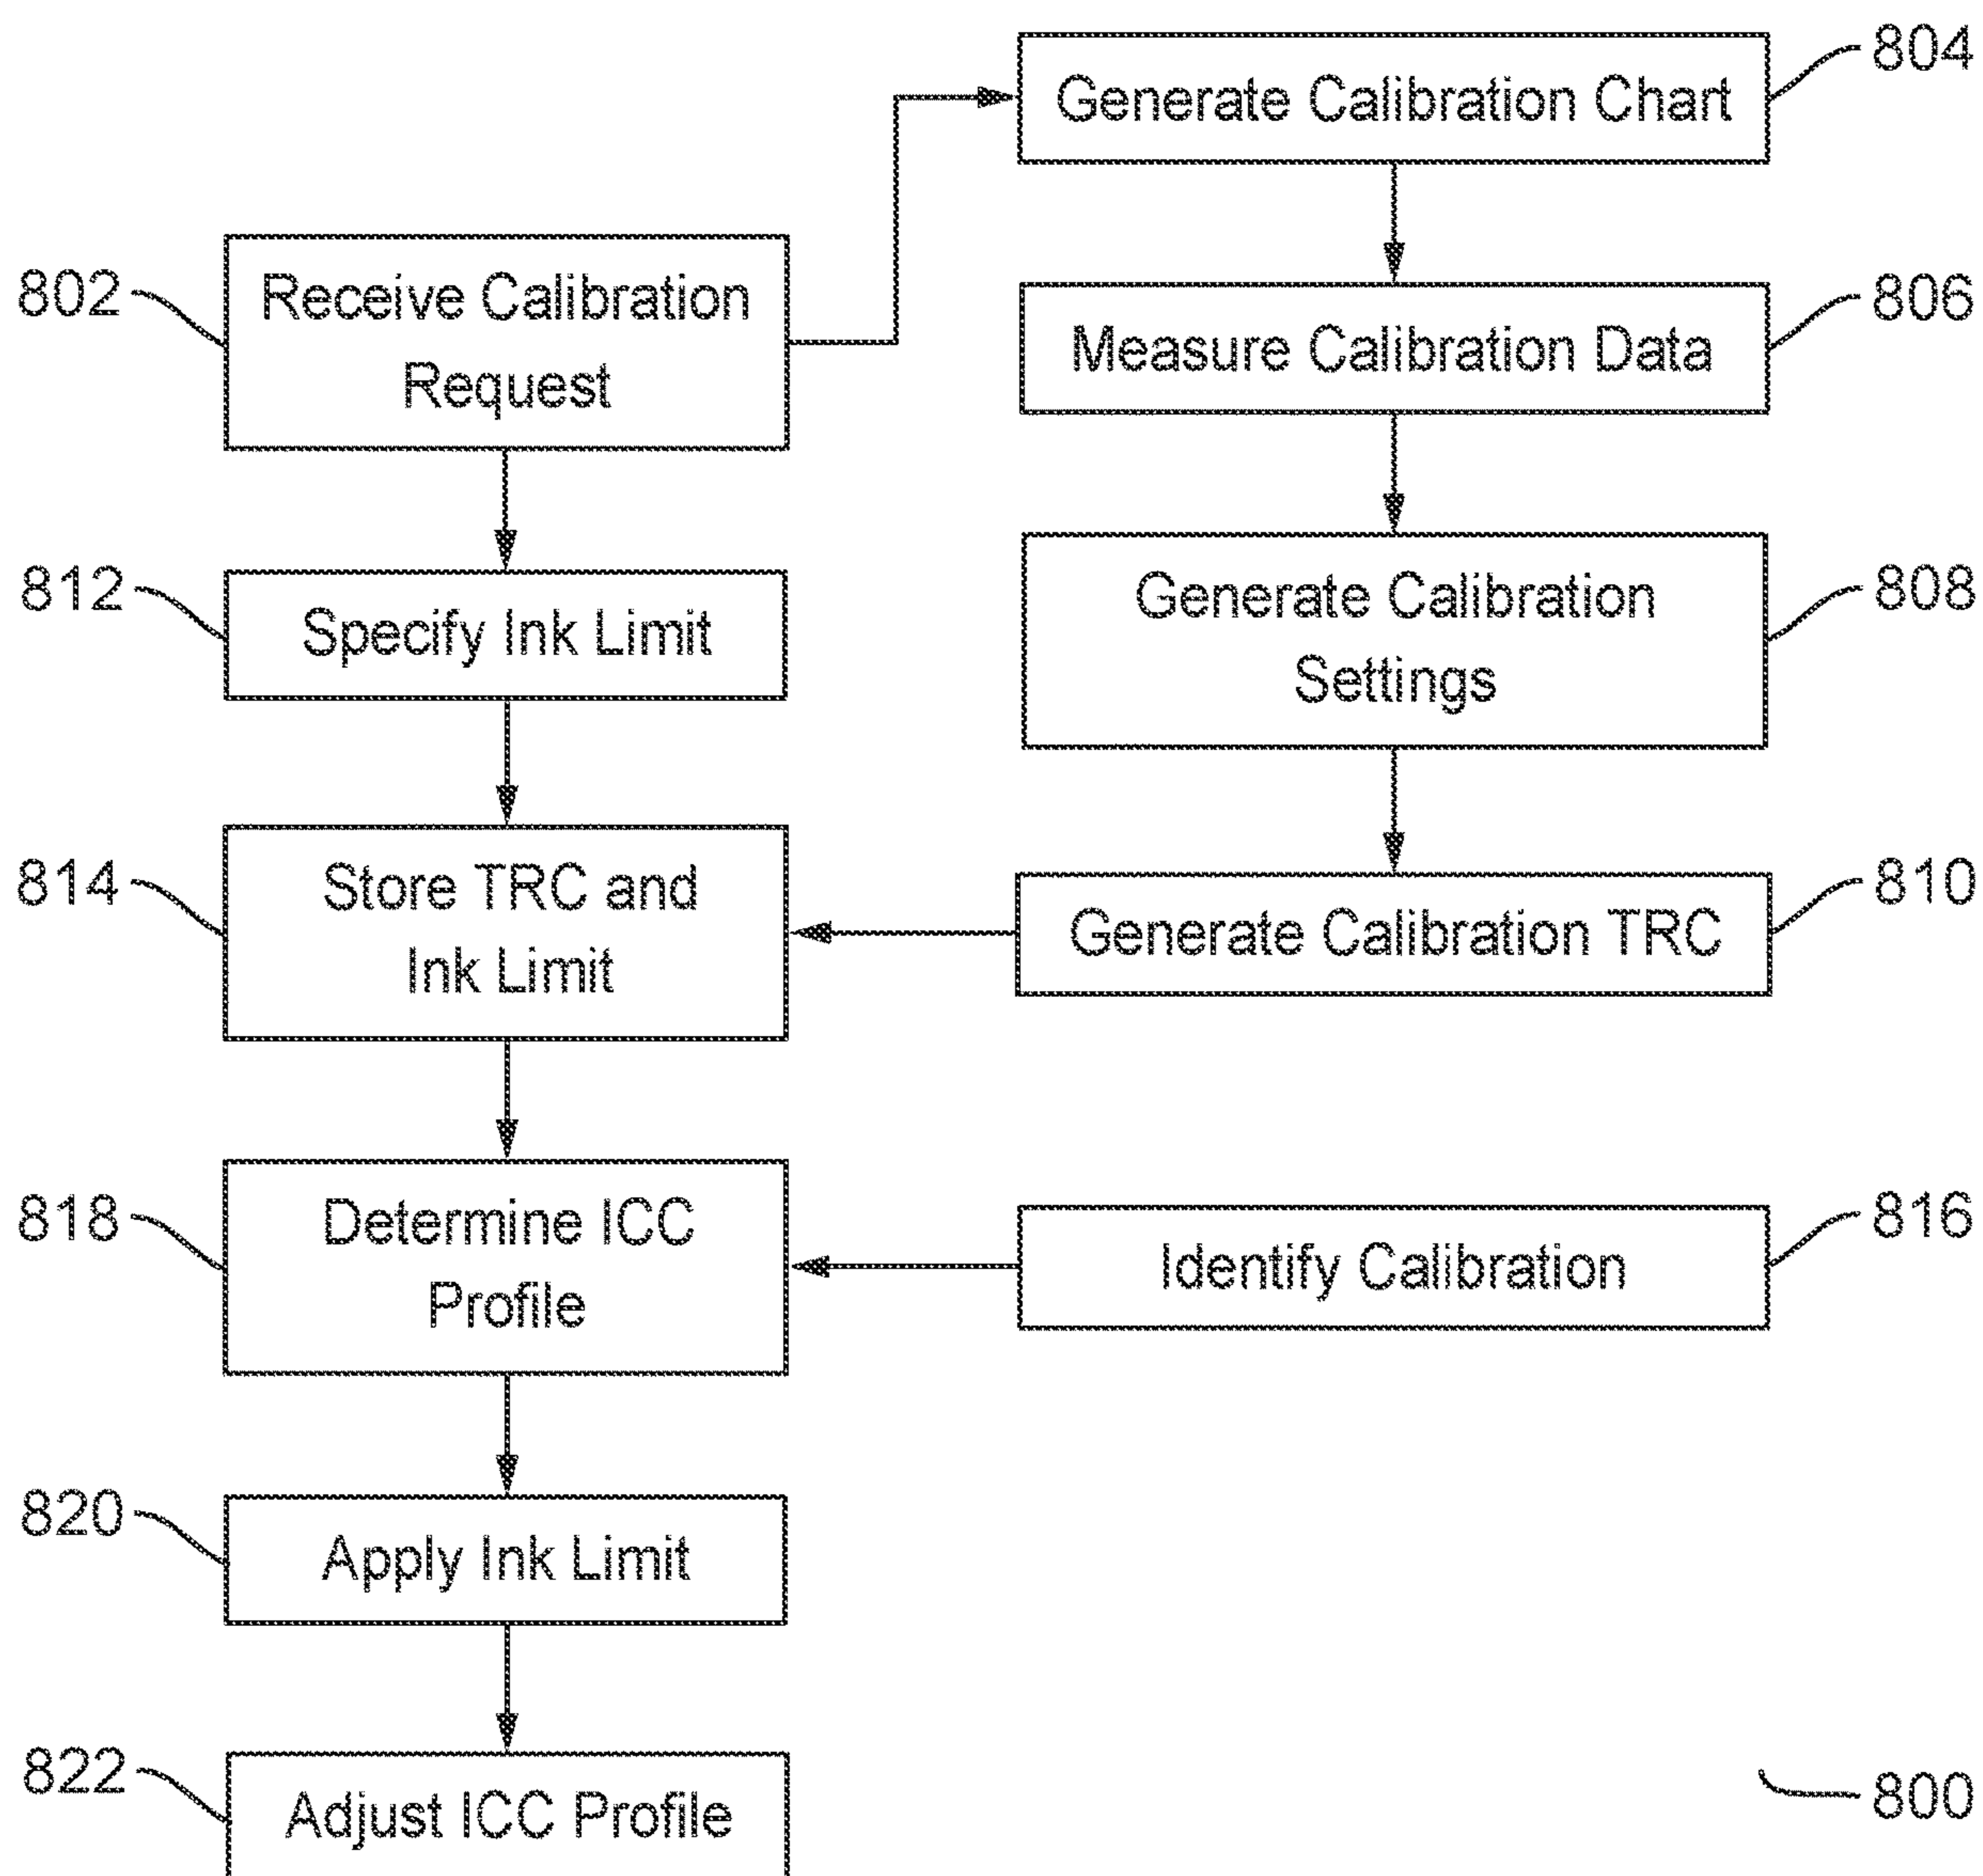 804
Generate Calibration Chart
802
Receive Calibration
Request
806
Measure Calibration Data
812
Specify Ink Limit
808
Generate Calibration
Settings
814
Store TRC and
Ink Limit
810
Generate Calibration TRC
818
Determine ICC
Profile
816
Identify Calibration
820
Apply Ink Limit
822
Adjust ICC Profile
800